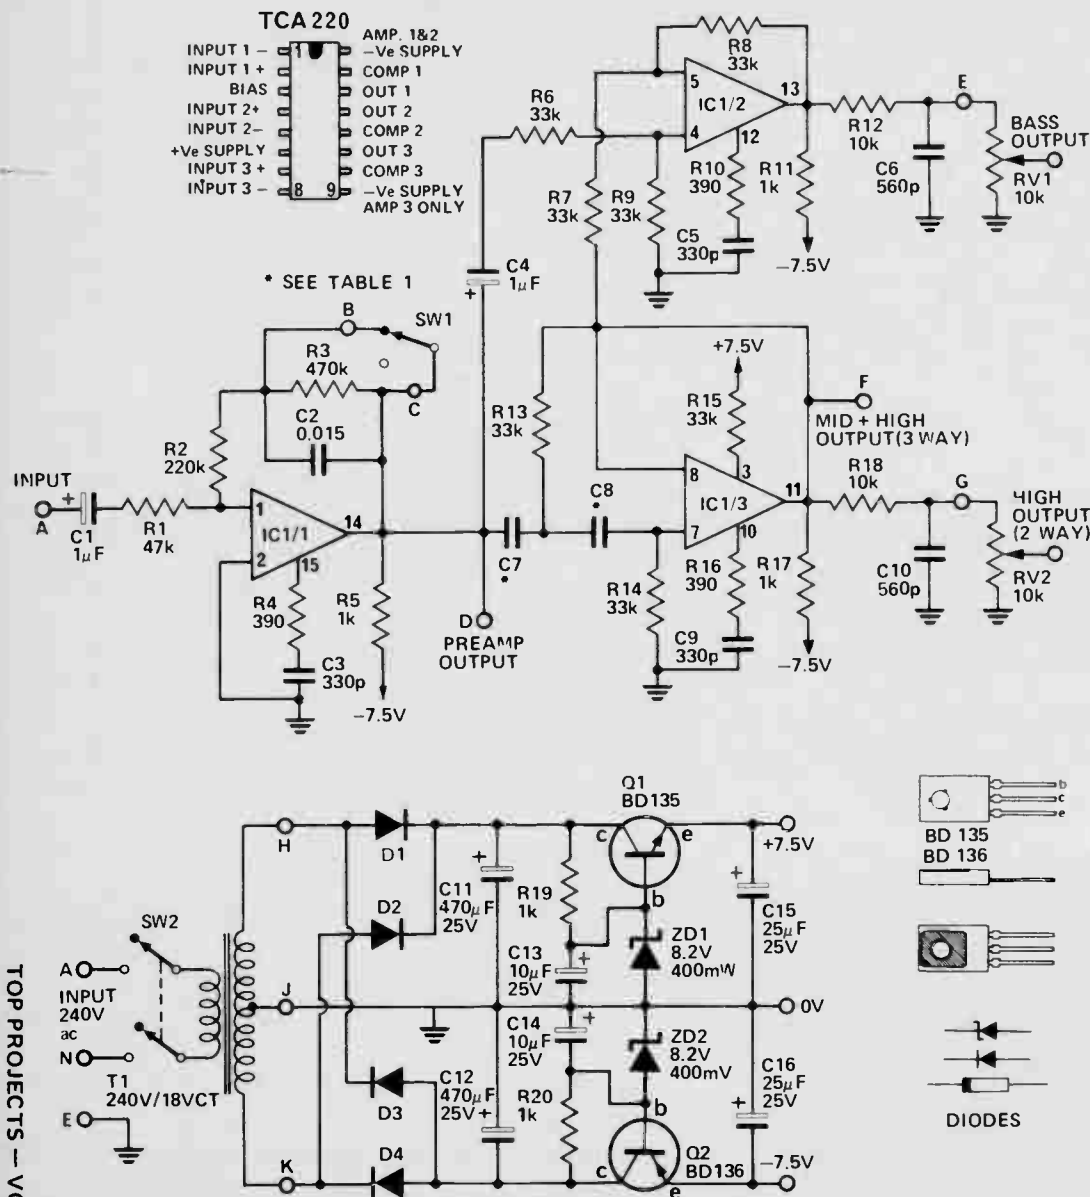 TCA 220
AMP. 1&2
INPUT 1 –
–Ve SUPPLY
INPUT 1 +
COMP 1
BIAS
OUT 1
INPUT 2+
OUT 2
INPUT 2–
COMP 2
+Ve SUPPLY
OUT 3
INPUT 3 +
COMP 3
INPUT 3 –
–Ve SUPPLY
AMP 3 ONLY
1
8
9
R8
33k
5
13
IC1/2
4
12
R6
33k
E
R12
10k
BASS
OUTPUT
C6
560p
RV1
10k
R10
390
R11
1k
R7
33k
R9
33k
C5
330p
–7.5V
C4
1µF
+
* SEE TABLE 1
B
SW1
R3
470k
C
C2
0.015
R2
220k
INPUT
A
+
C1
1µF
R1
47k
1
IC1/1
14
2
15
R4
390
R5
1k
C3
330p
–7.5V
D
PREAMP
OUTPUT
+7.5V
R15
33k
F
MID + HIGH
OUTPUT (3 WAY)
R13
33k
C8
*
C7
*
8
3
11
IC1/3
7
10
R18
10k
G
HIGH
OUTPUT
(2 WAY)
C10
560p
RV2
10k
R14
33k
R16
390
R17
1k
C9
330p
–7.5V
Q1
BD135
H
D1
c
e
+7.5V
b
BD 135
BD 136
b
c
e
SW2
D2
+
C11
470µF
25V
R19
1k
C13
10µF
25V
+
b
ZD1
8.2V
400mW
+
C15
25µF
25V
A
INPUT
240V
ac
N
J
0V
T1
240V/18VCT
E
D3
D4
K
C14
10µF
25V
+
C12
470µF
25V +
R20
1k
ZD2
8.2V
400mV
b
+
C16
25µF
25V
Q2
BD136
c
e
–7.5V
DIODES
TOP PROJECTS –